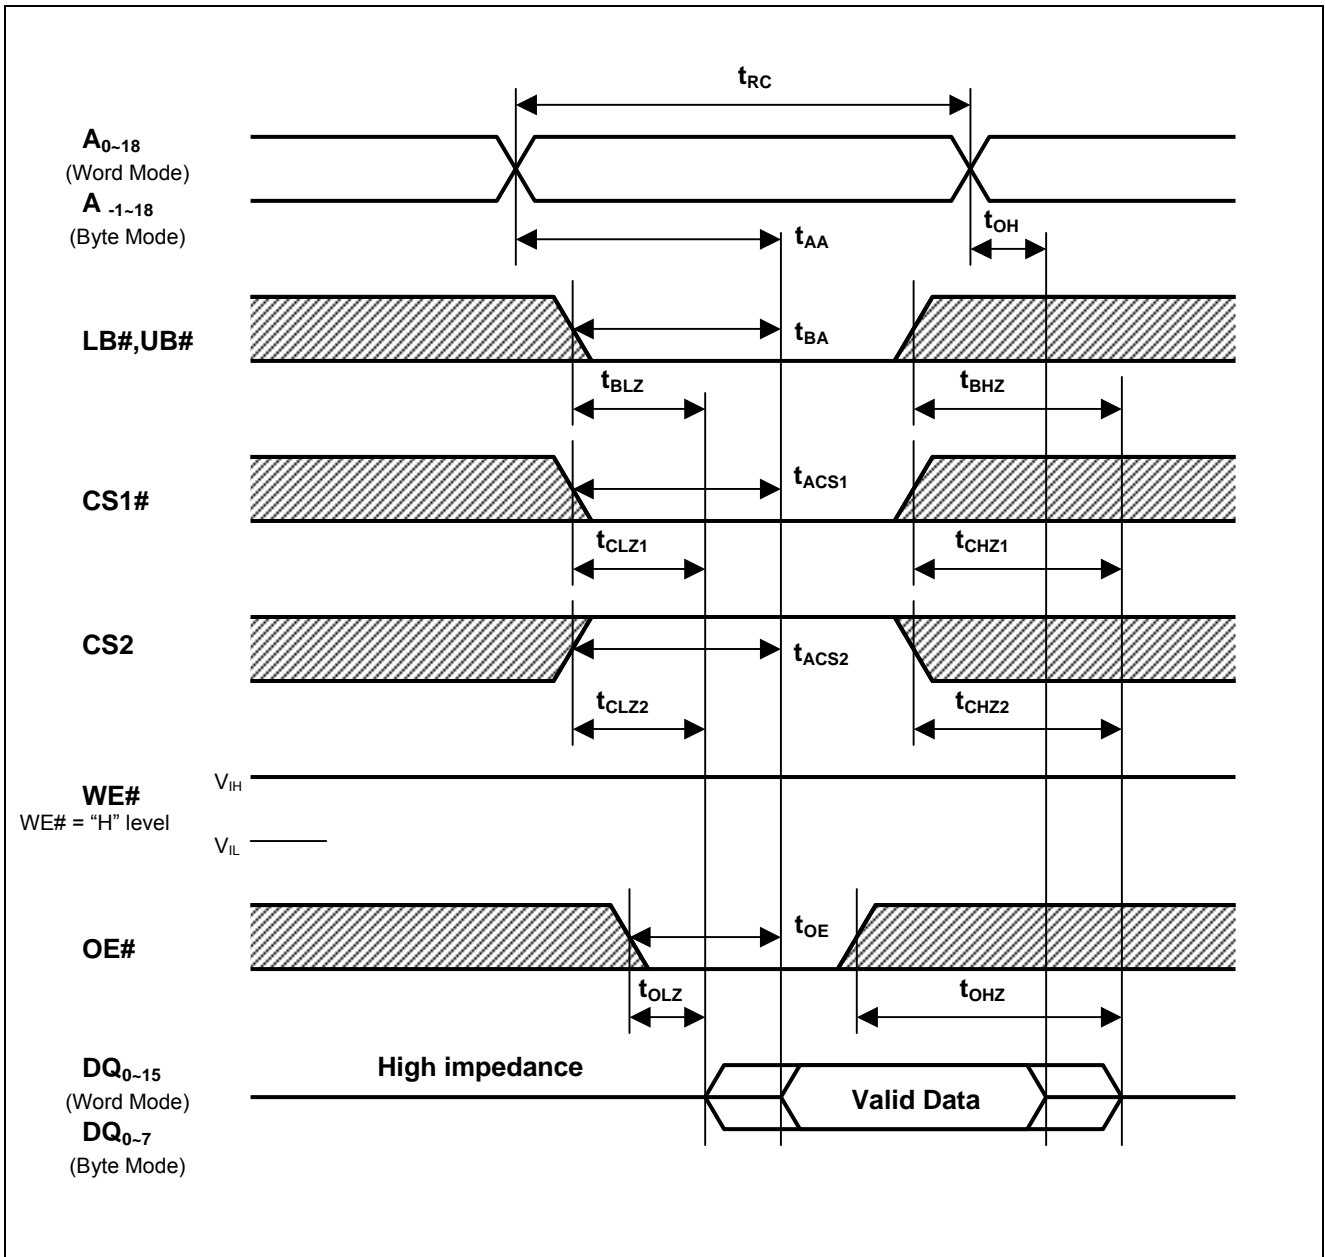 tRC
A0~18
(Word Mode)
A -1~18
(Byte Mode)
tOH
tAA
LB#,UB#
tBA
tBLZ
tBHZ
CS1#
tACS1
tCLZ1
tCHZ1
CS2
tACS2
tCLZ2
tCHZ2
VIH
WE#
WE# = “H” level
VIL
OE#
tOE
tOLZ
tOHZ
High impedance
DQ0~15
(Word Mode)
Valid Data
DQ0~7
(Byte Mode)